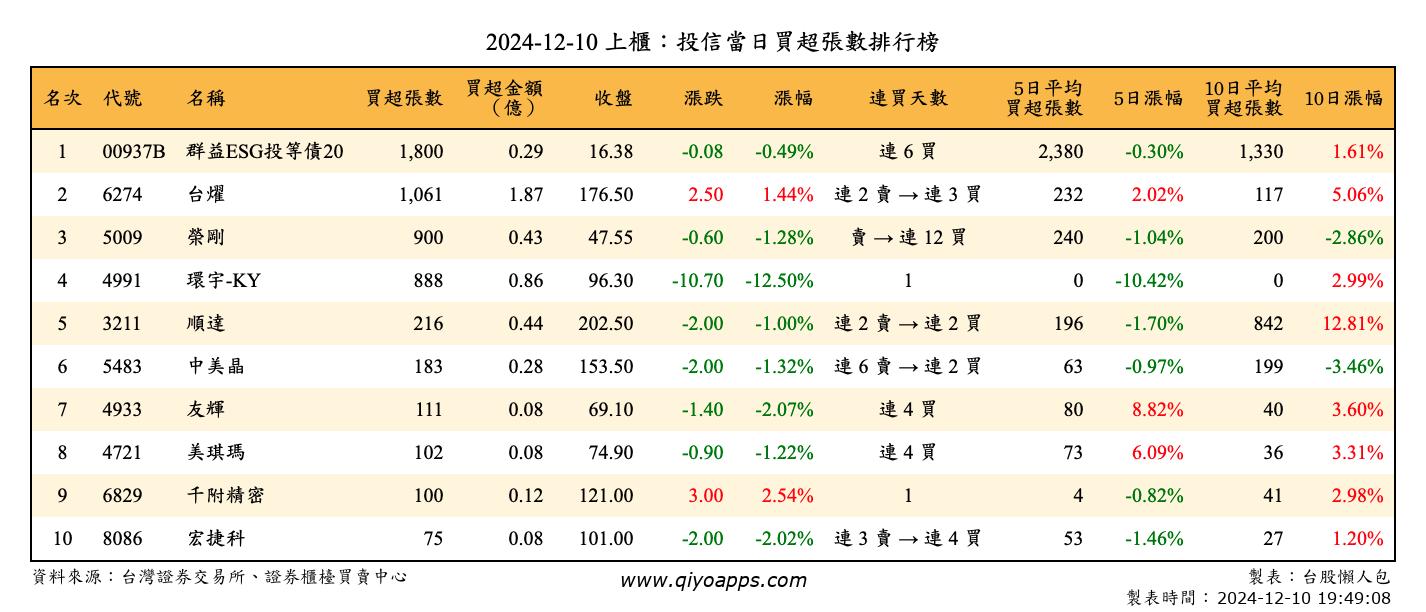 2024-12-10 上櫃：投信當日買超張數排行榜
名次 代號 名稱 買超張數 買超金額（億） 收盤 漲跌 漲幅 連買天數 5日平均買超張數 5日漲幅 10日平均買超張數 10日漲幅
1 00937B 群益ESG投等債20 1,800 0.29 16.38 -0.08 -0.49% 連 6 買 2,380 -0.30% 1,330 1.61%
2 6274 台燿 1,061 1.87 176.50 2.50 1.44% 連 2 賣 → 連 3 買 232 2.02% 117 5.06%
3 5009 榮剛 900 0.43 47.55 -0.60 -1.28% 賣 → 連 12 買 240 -1.04% 200 -2.86%
4 4991 環宇-KY 888 0.86 96.30 -10.70 -12.50% 1 0 -10.42% 0 2.99%
5 3211 順達 216 0.44 202.50 -2.00 -1.00% 連 2 賣 → 連 2 買 196 -1.70% 842 12.81%
6 5483 中美晶 183 0.28 153.50 -2.00 -1.32% 連 6 賣 → 連 2 買 63 -0.97% 199 -3.46%
7 4933 友輝 111 0.08 69.10 -1.40 -2.07% 連 4 買 80 8.82% 40 3.60%
8 4721 美琪瑪 102 0.08 74.90 -0.90 -1.22% 連 4 買 73 6.09% 36 3.31%
9 6829 千附精密 100 0.12 121.00 3.00 2.54% 1 4 -0.82% 41 2.98%
10 8086 宏捷科 75 0.08 101.00 -2.00 -2.02% 連 3 賣 → 連 4 買 53 -1.46% 27 1.20%
資料來源：台灣證券交易所、證券櫃檯買賣中心 www.qiyoapps.com 製表：台股懶人包
製表時間：2024-12-10 19:49:08